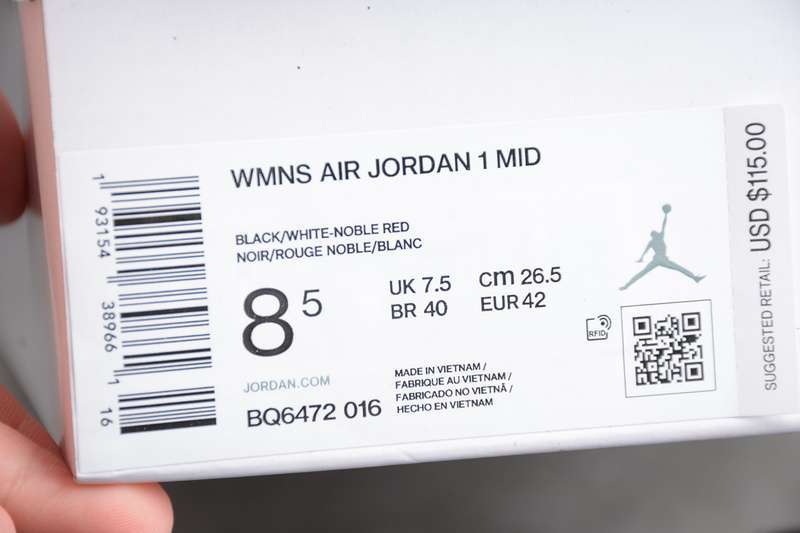 WMNS AIR JORDAN 1 MID
BLACK/WHITE-NOBLE RED
NOIR/ROUGE NOBLE/BLANC
8 5
UK 7.5 cm 26.5
BR 40 EUR 42
JORDAN.COM
BQ6472 016
MADE IN VIETNAM /
FABRIQUE AU VIETNAM /
FABRICADO NO VIETNÃ /
HECHO EN VIETNAM
1 93154 38966 1 16
RFID
SUGGESTED RETAIL: USD $115.00